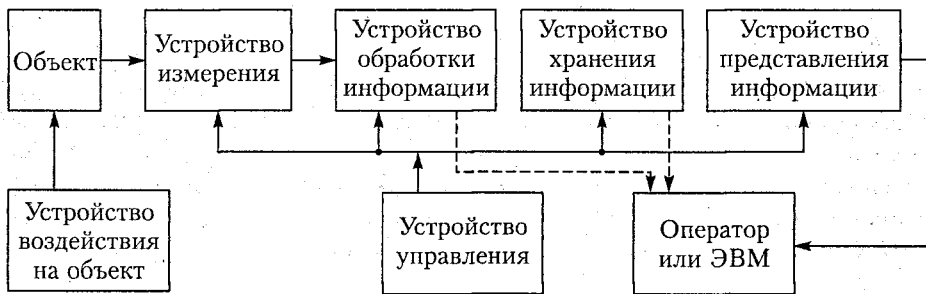 Объект
Устройство
измерения
Устройство
обработки
информации
Устройство
хранения
информации
Устройство
представления
информации
Устройство
воздействия
на объект
Устройство
управления
Оператор
или ЭВМ